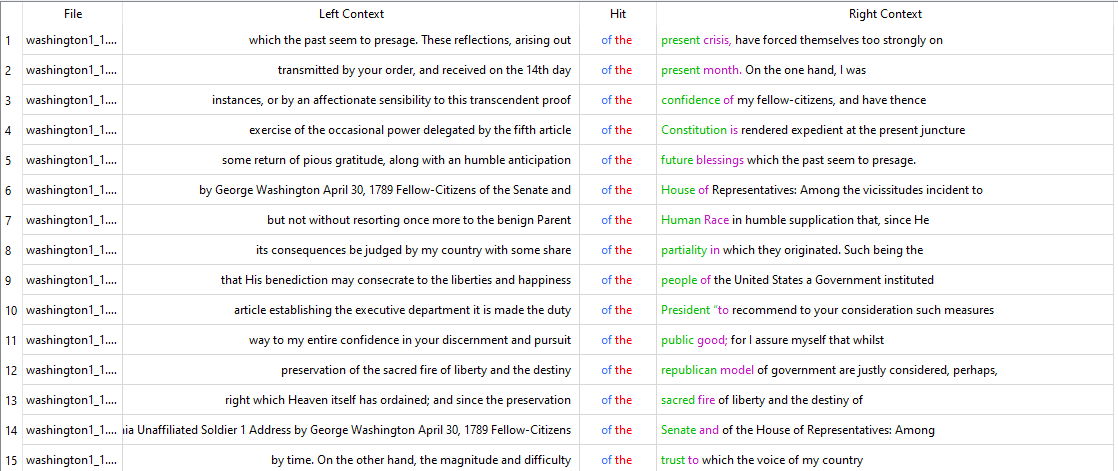 File Left Context Hit Right Context
1 washington1_1.... which the past seem to presage. These reflections, arising out of the present crisis, have forced themselves too strongly on
2 washington1_1.... transmitted by your order, and received on the 14th day of the present month. On the one hand, I was
3 washington1_1.... instances, or by an affectionate sensibility to this transcendent proof of the confidence of my fellow-citizens, and have thence
4 washington1_1.... exercise of the occasional power delegated by the fifth article of the Constitution is rendered expedient at the present juncture
5 washington1_1.... some return of pious gratitude, along with an humble anticipation of the future blessings which the past seem to presage.
6 washington1_1.... by George Washington April 30, 1789 Fellow-Citizens of the Senate and of the House of Representatives: Among the vicissitudes incident to
7 washington1_1.... but not without resorting once more to the benign Parent of the Human Race in humble supplication that, since He
8 washington1_1.... its consequences be judged by my country with some share of the partiality in which they originated. Such being the
9 washington1_1.... that His benediction may consecrate to the liberties and happiness of the people of the United States a Government instituted
10 washington1_1.... article establishing the executive department it is made the duty of the President “to recommend to your consideration such measures
11 washington1_1.... way to my entire confidence in your discernment and pursuit of the public good; for I assure myself that whilst
12 washington1_1.... preservation of the sacred fire of liberty and the destiny of the republican model of government are justly considered, perhaps,
13 washington1_1.... right which Heaven itself has ordained; and since the preservation of the sacred fire of liberty and the destiny of
14 washington1_1.... ia Unaffiliated Soldier 1 Address by George Washington April 30, 1789 Fellow-Citizens of the Senate and of the House of Representatives: Among
15 washington1_1.... by time. On the other hand, the magnitude and difficulty of the trust to which the voice of my country